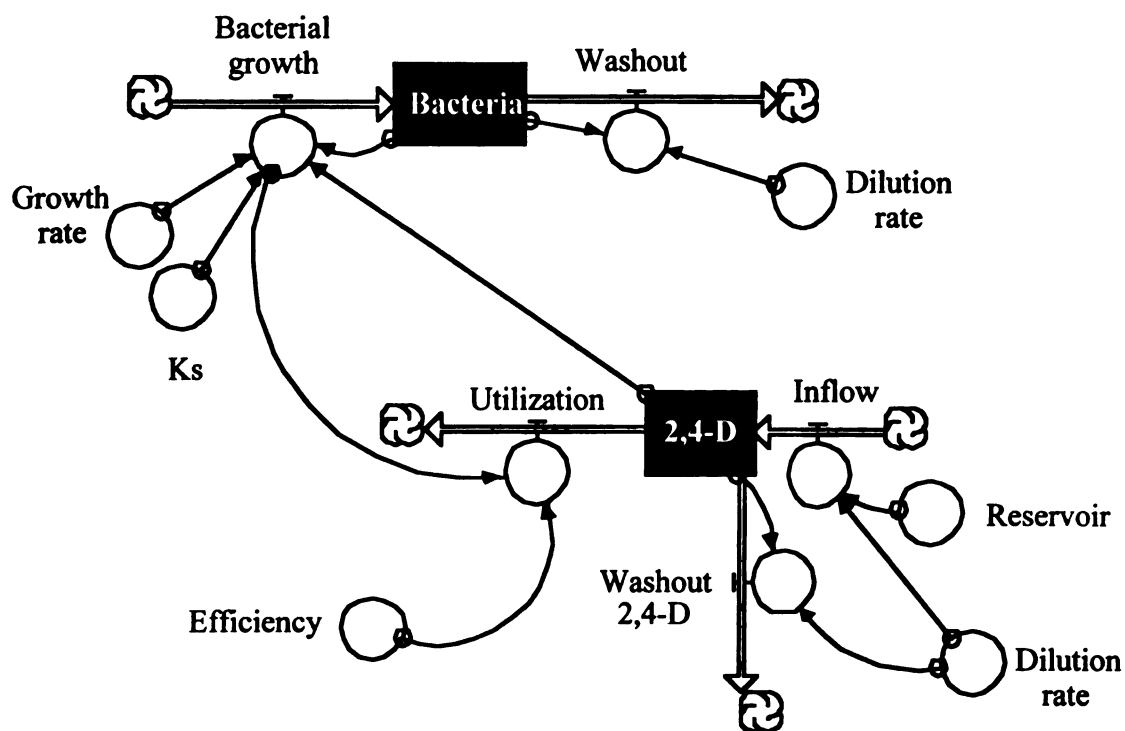 Bacterial
growth
Bacteria
Washout
Growth
rate
Dilution
rate
Ks
Utilization
2,4-D
Inflow
Reservoir
Washout
2,4-D
Efficiency
Dilution
rate